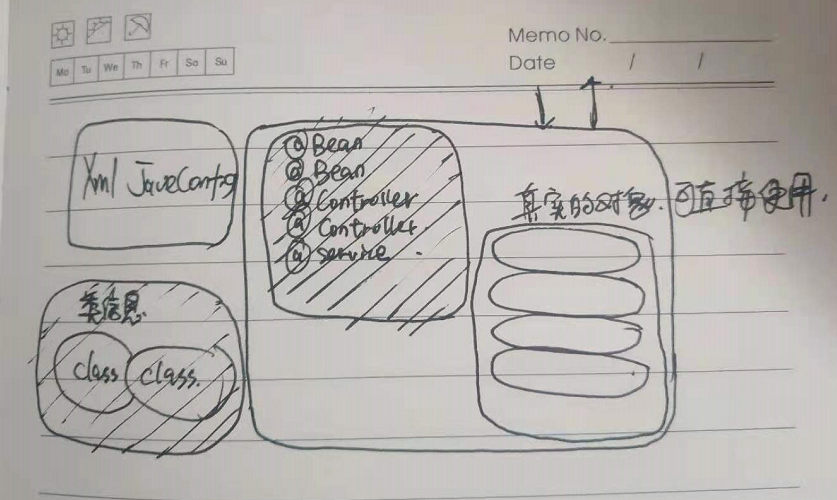 Memo No.
Date / /
Mo Tu We Th Fr Sa Su
Xml JavaConfig
@Bean
@Bean
@Controller
@Controller
@service
真实的对象.可直接使用.
类信息
class class.